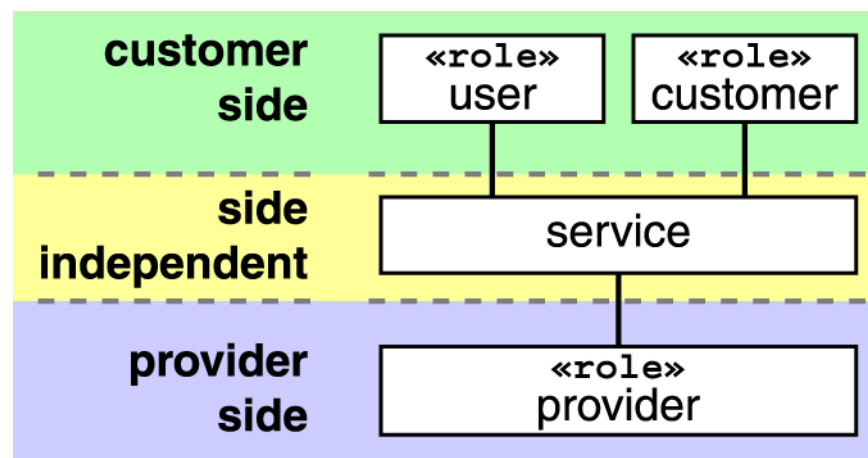 customer
side
«role»
user
«role»
customer
side
independent
service
provider
side
«role»
provider